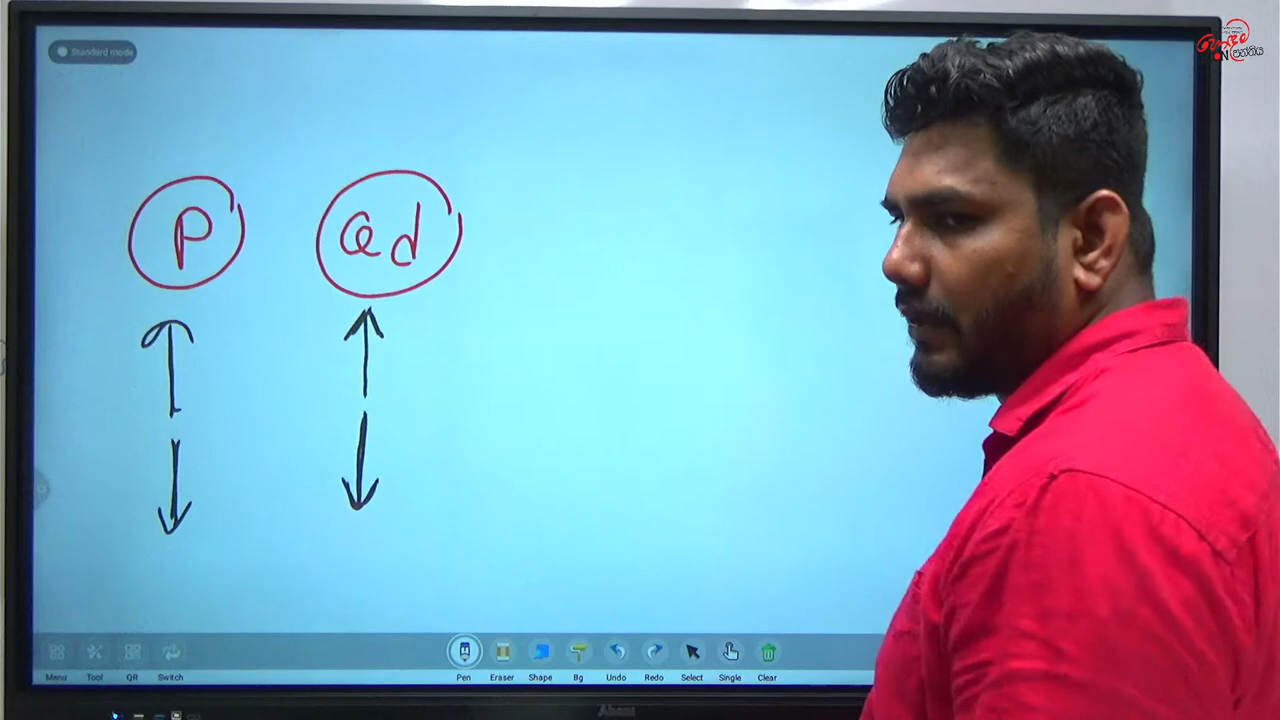 Standard mode
P Qd
Menu Tool QR Switch Pen Eraser Shape Bg Undo Redo Select Single Clear